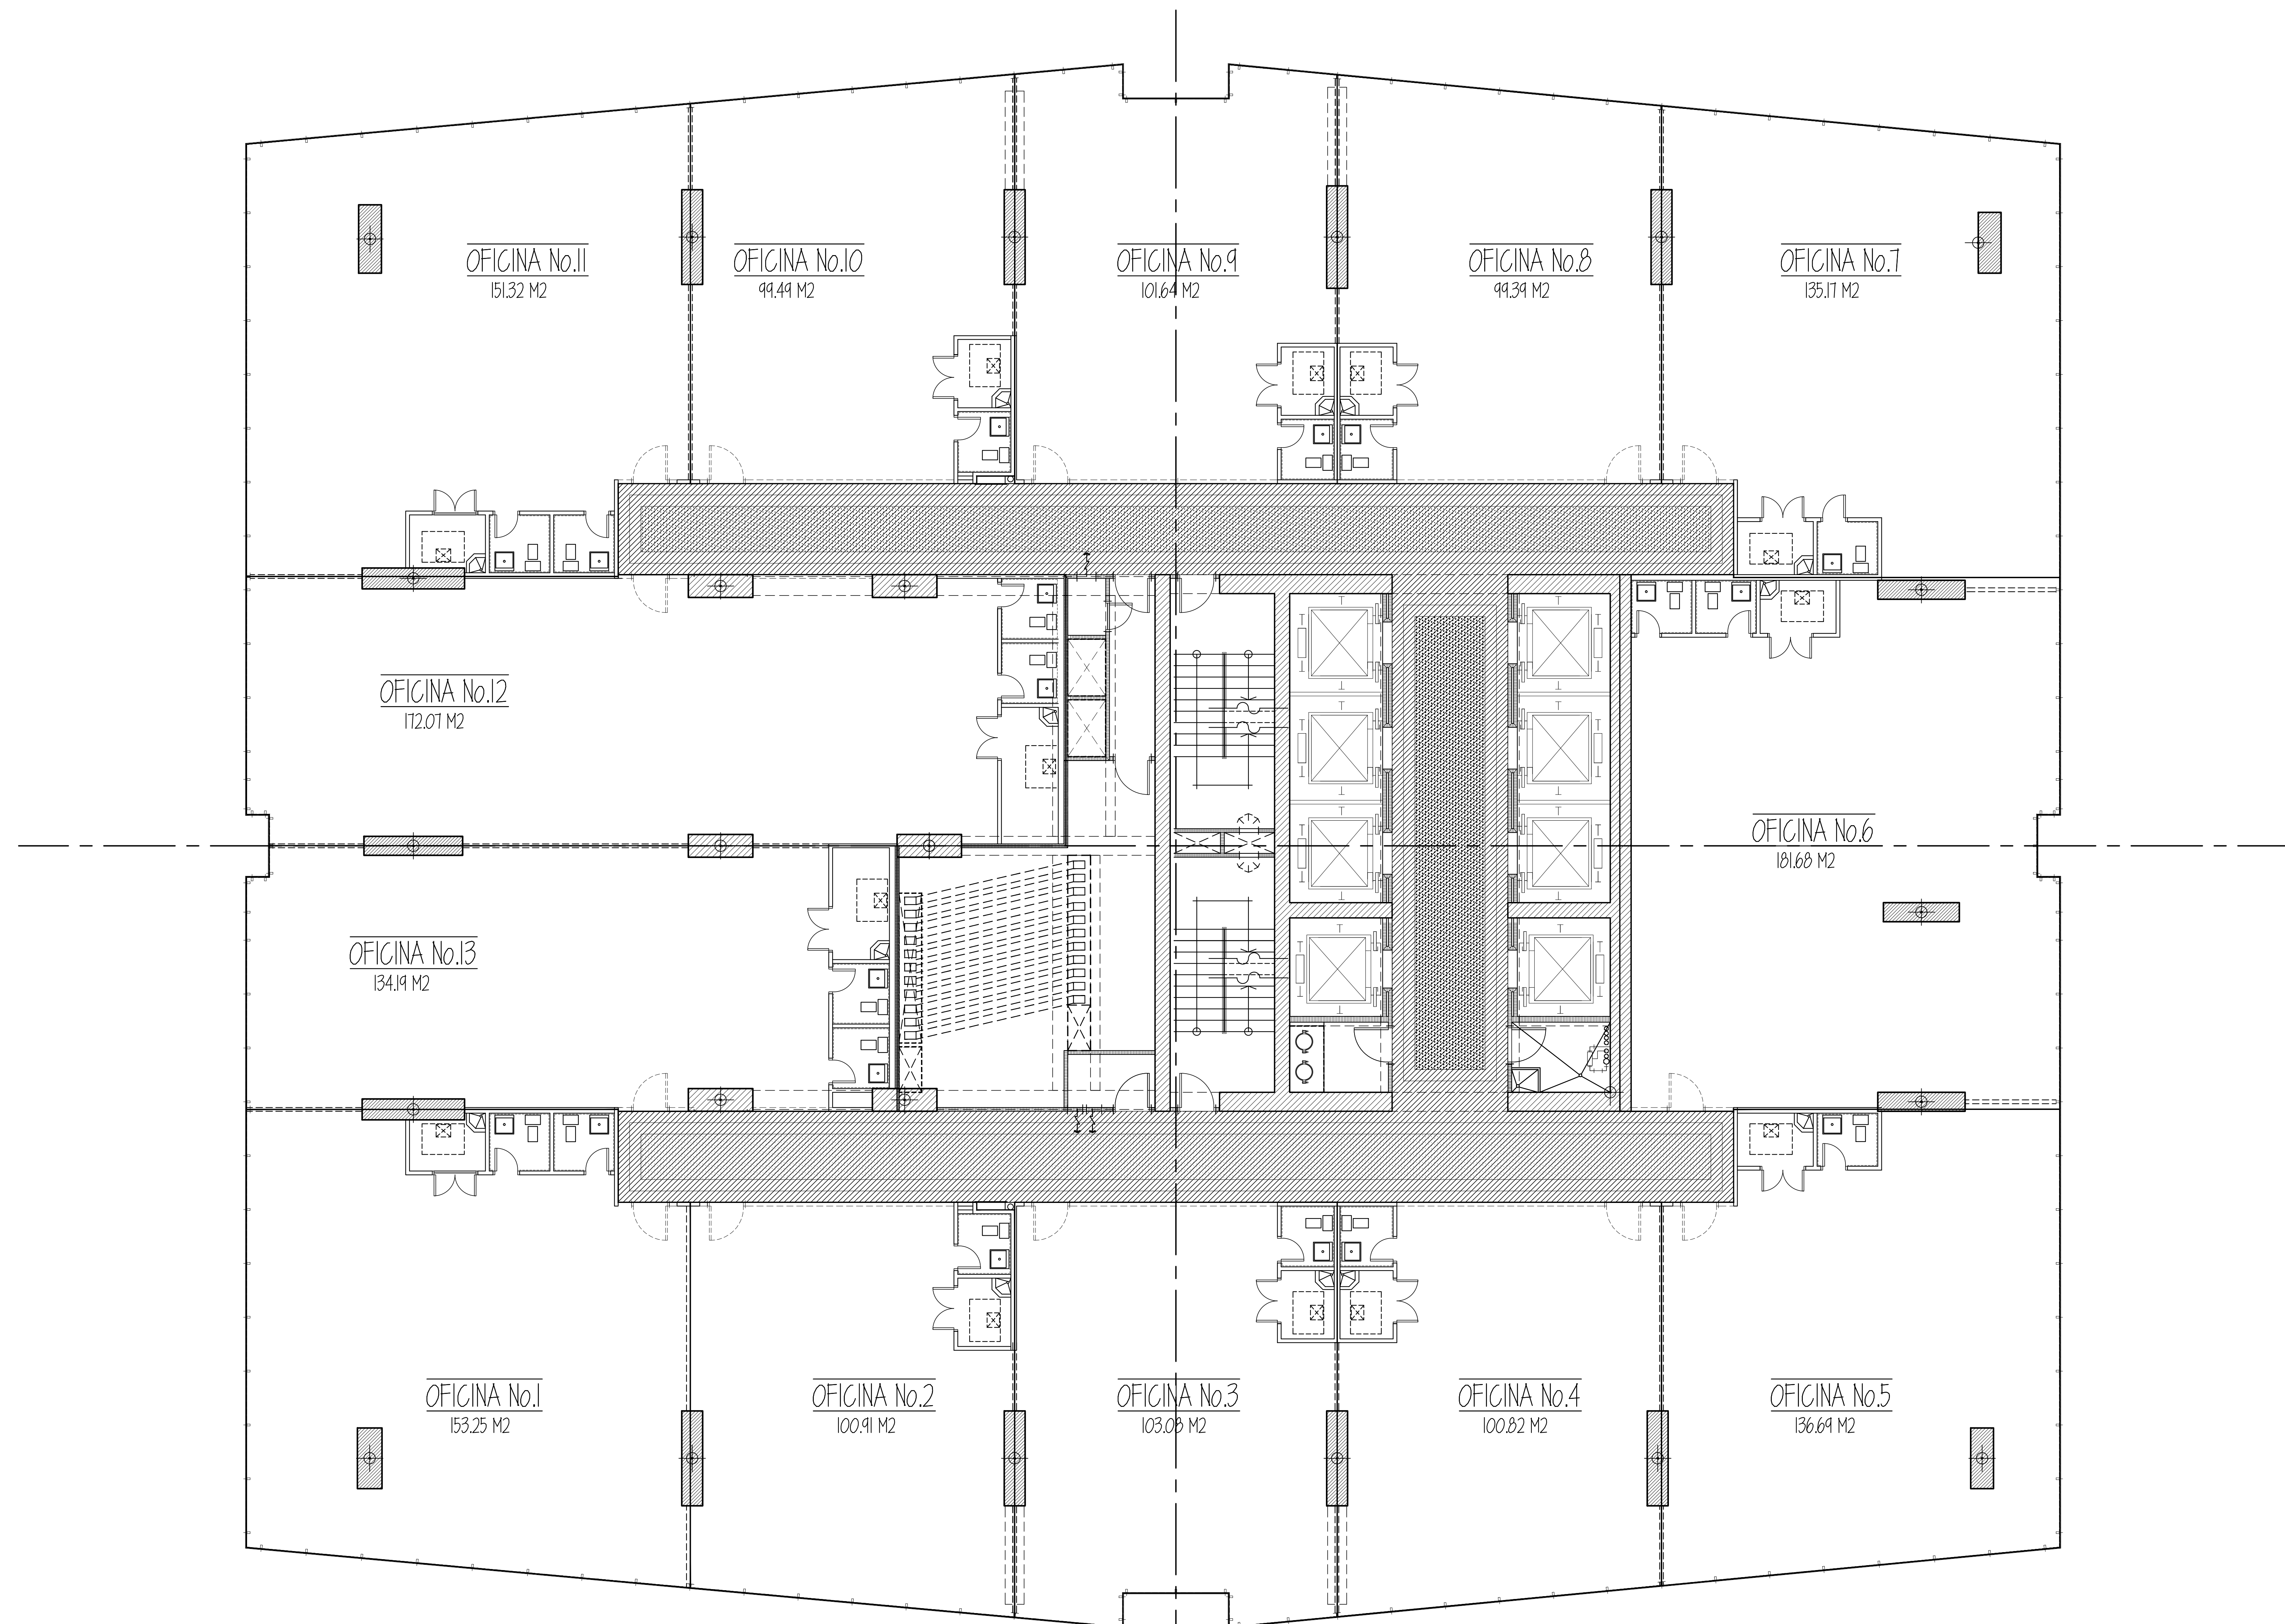 OFICINA No.11
151.32 M2
OFICINA No.10
99.49 M2
OFICINA No.9
101.64 M2
OFICINA No.8
99.39 M2
OFICINA No.7
135.17 M2
OFICINA No.12
172.07 M2
OFICINA No.6
181.68 M2
OFICINA No.13
134.19 M2
OFICINA No.1
153.25 M2
OFICINA No.2
100.91 M2
OFICINA No.3
103.08 M2
OFICINA No.4
100.82 M2
OFICINA No.5
136.69 M2